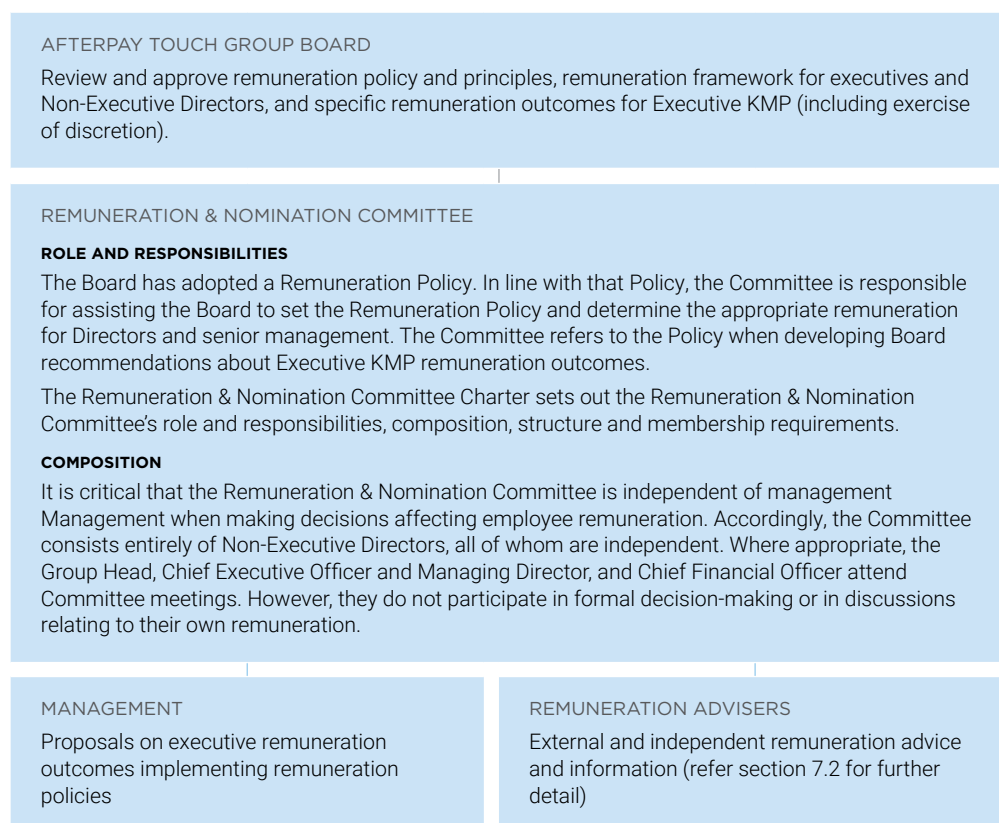 AFTERPAY TOUCH GROUP BOARD
Review and approve remuneration policy and principles, remuneration framework for executives and
Non-Executive Directors, and specific remuneration outcomes for Executive KMP (including exercise
of discretion).
REMUNERATION & NOMINATION COMMITTEE
ROLE AND RESPONSIBILITIES
The Board has adopted a Remuneration Policy. In line with that Policy, the Committee is responsible
for assisting the Board to set the Remuneration Policy and determine the appropriate remuneration
for Directors and senior management. The Committee refers to the Policy when developing Board
recommendations about Executive KMP remuneration outcomes.
The Remuneration & Nomination Committee Charter sets out the Remuneration & Nomination
Committee’s role and responsibilities, composition, structure and membership requirements.
COMPOSITION
It is critical that the Remuneration & Nomination Committee is independent of management
Management when making decisions affecting employee remuneration. Accordingly, the Committee
consists entirely of Non-Executive Directors, all of whom are independent. Where appropriate, the
Group Head, Chief Executive Officer and Managing Director, and Chief Financial Officer attend
Committee meetings. However, they do not participate in formal decision-making or in discussions
relating to their own remuneration.
MANAGEMENT
Proposals on executive remuneration
outcomes implementing remuneration
policies
REMUNERATION ADVISERS
External and independent remuneration advice
and information (refer section 7.2 for further
detail)